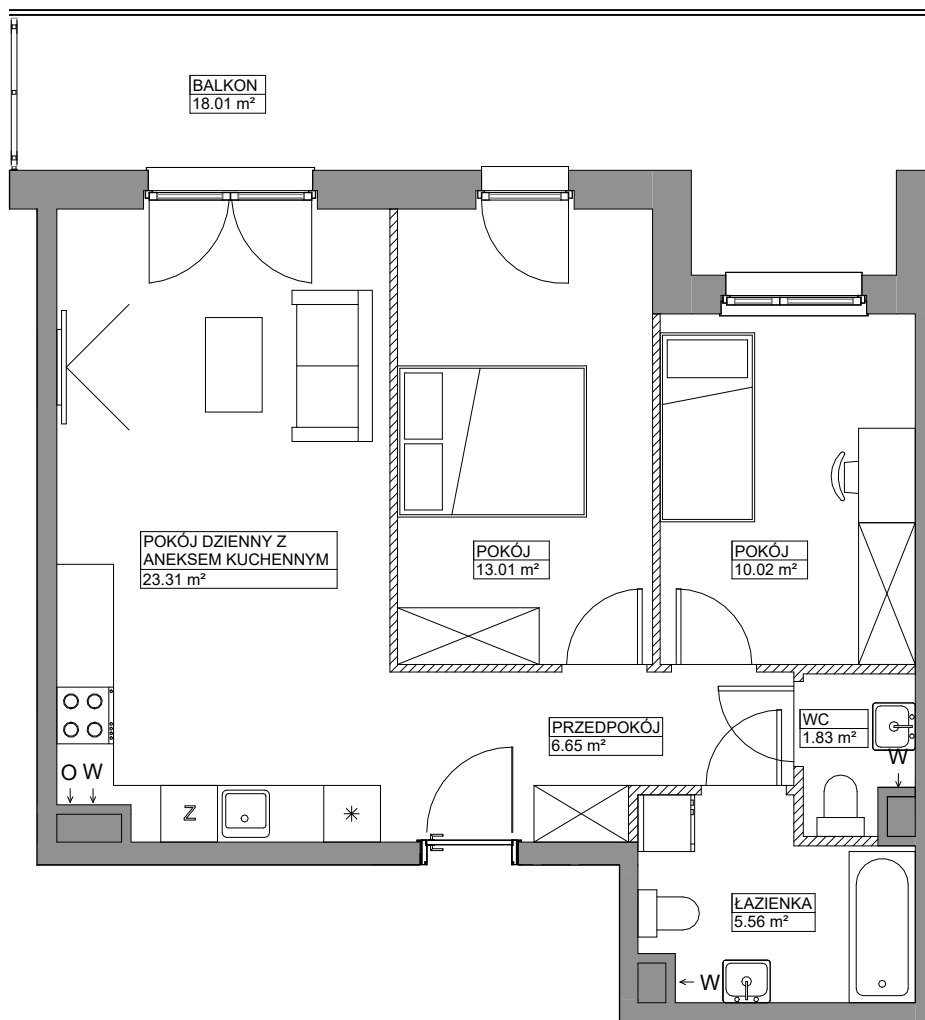 BALKON
18.01 m²
POKÓJ DZIENNY Z
ANEKSEM KUCHENNYM
23.31 m²
POKÓJ
13.01 m²
POKÓJ
10.02 m²
PRZEDPOKÓJ
6.65 m²
WC
1.83 m²
W
O W
Z
ŁAZIENKA
5.56 m²
W